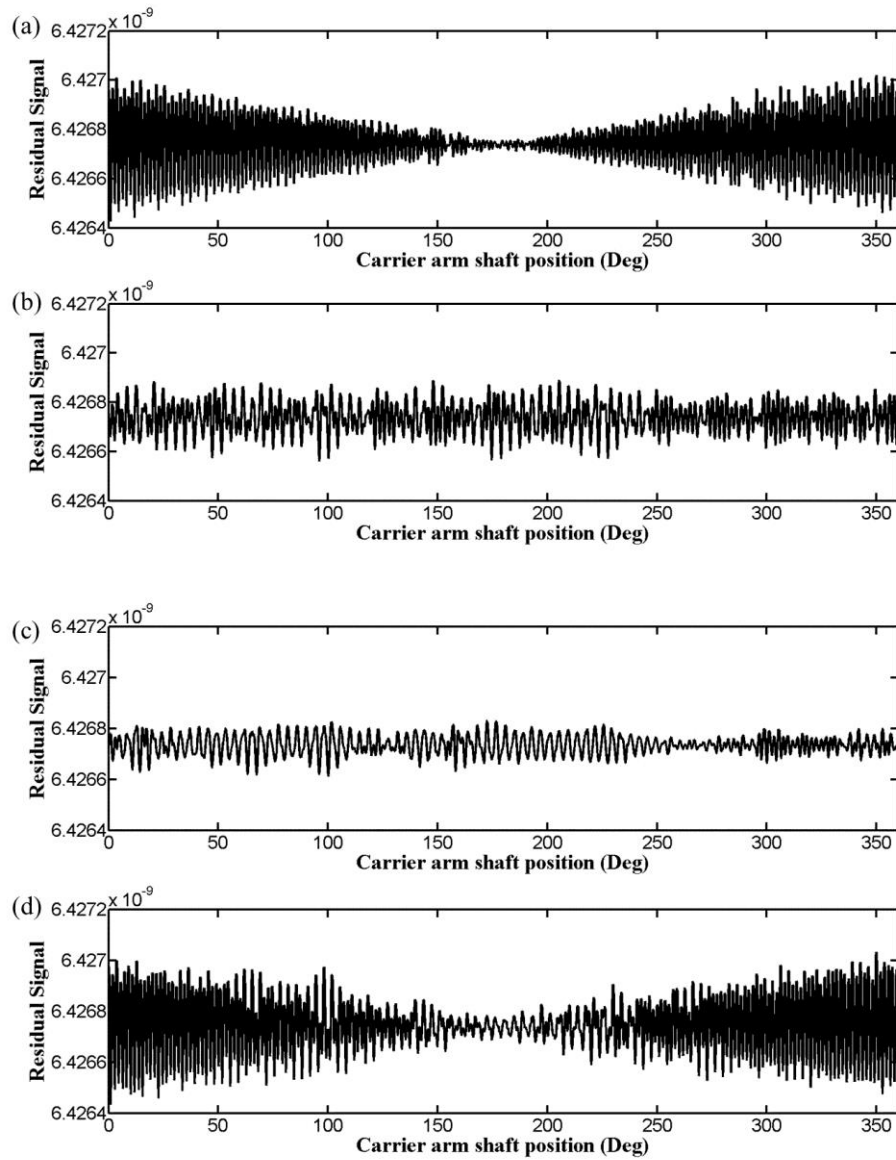 (a)
6.4272 x 10-9
6.427
6.4268
6.4266
6.4264
Residual Signal
0 50 100 150 200 250 300 350
Carrier arm shaft position (Deg)
(b)
6.4272 x 10-9
6.427
6.4268
6.4266
6.4264
Residual Signal
0 50 100 150 200 250 300 350
Carrier arm shaft position (Deg)
(c)
6.4272 x 10-9
6.427
6.4268
6.4266
6.4264
Residual Signal
0 50 100 150 200 250 300 350
Carrier arm shaft position (Deg)
(d)
6.4272 x 10-9
6.427
6.4268
6.4266
6.4264
Residual Signal
0 50 100 150 200 250 300 350
Carrier arm shaft position (Deg)